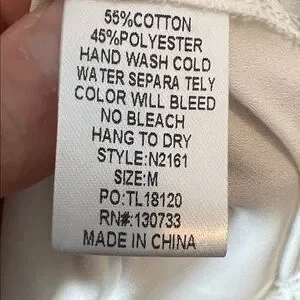 55%COTTON
45%POLYESTER
HAND WASH COLD
WATER SEPARA TELY
COLOR WILL BLEED
NO BLEACH
HANG TO DRY
STYLE:N2161
SIZE:M
PO:TL18120
RN#:130733
MADE IN CHINA